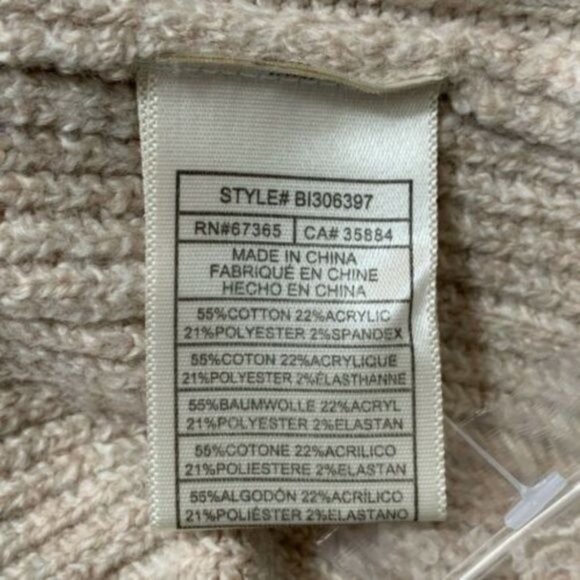 STYLE# BI306397
RN#67365 CA# 35884
MADE IN CHINA
FABRIQUÉ EN CHINE
HECHO EN CHINA
55%COTTON 22%ACRYLIC
21%POLYESTER 2%SPANDEX
55%COTON 22%ACRYLIQUE
21%POLYESTER 2%ÉLASTHANNE
55%BAUMWOLLE 22%ACRYL
21%POLYESTER 2%ELASTAN
55%COTONE 22%ACRILICO
21%POLIESTERE 2%ELASTAN
55%ALGODÓN 22%ACRÍLICO
21%POLIÉSTER 2%ELASTANO